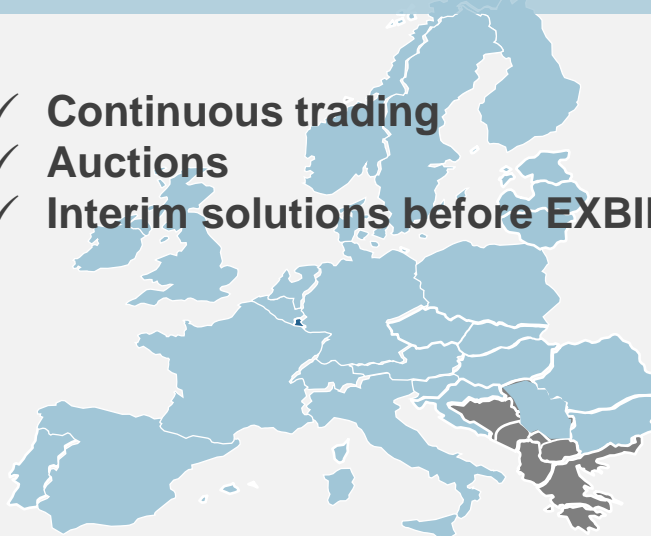 ✓ Continuous trading
✓ Auctions
✓ Interim solutions before